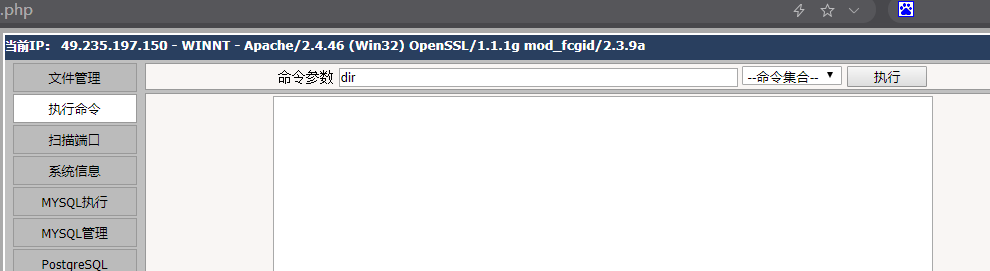 .php
当前IP: 49.235.197.150 - WINNT - Apache/2.4.46 (Win32) OpenSSL/1.1.1g mod_fcgid/2.3.9a
文件管理
命令参数 dir --命令集合-- 执行
执行命令
扫描端口
系统信息
MYSQL执行
MYSQL管理
PostgreSQL